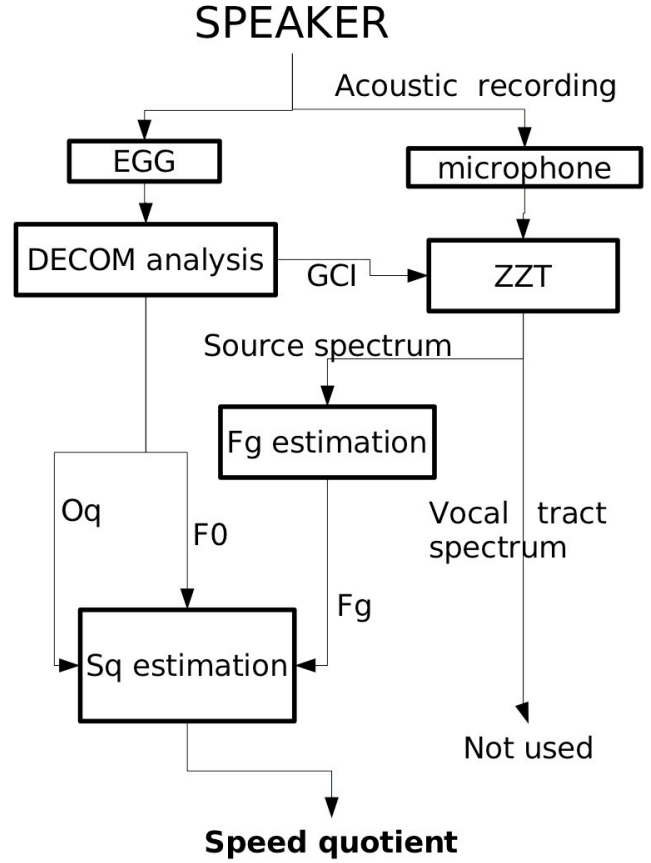 SPEAKER
Acoustic recording
EGG
microphone
DECOM analysis
GCI
ZZT
Source spectrum
Fg estimation
Oq
F0
Vocal tract
spectrum
Fg
Sq estimation
Not used
Speed quotient